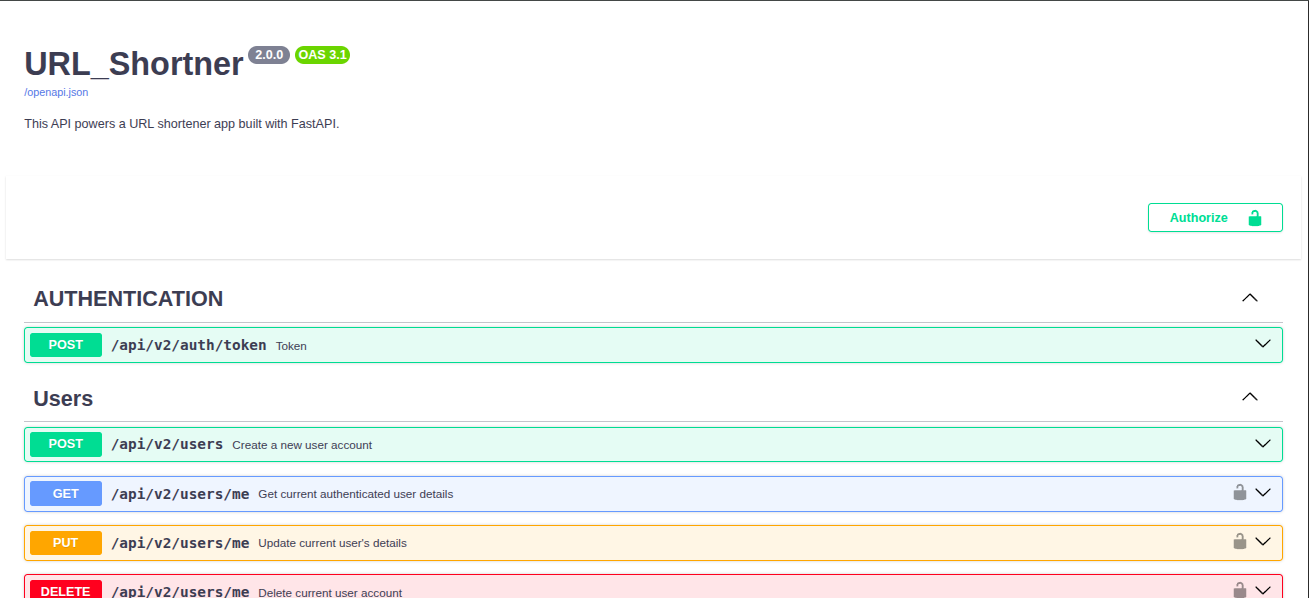 URL_Shortner 2.0.0 OAS 3.1
/openapi.json
This API powers a URL shortener app built with FastAPI.
Authorize
AUTHENTICATION
POST /api/v2/auth/token Token
Users
POST /api/v2/users Create a new user account
GET /api/v2/users/me Get current authenticated user details
PUT /api/v2/users/me Update current user's details
DELETE /api/v2/users/me Delete current user account